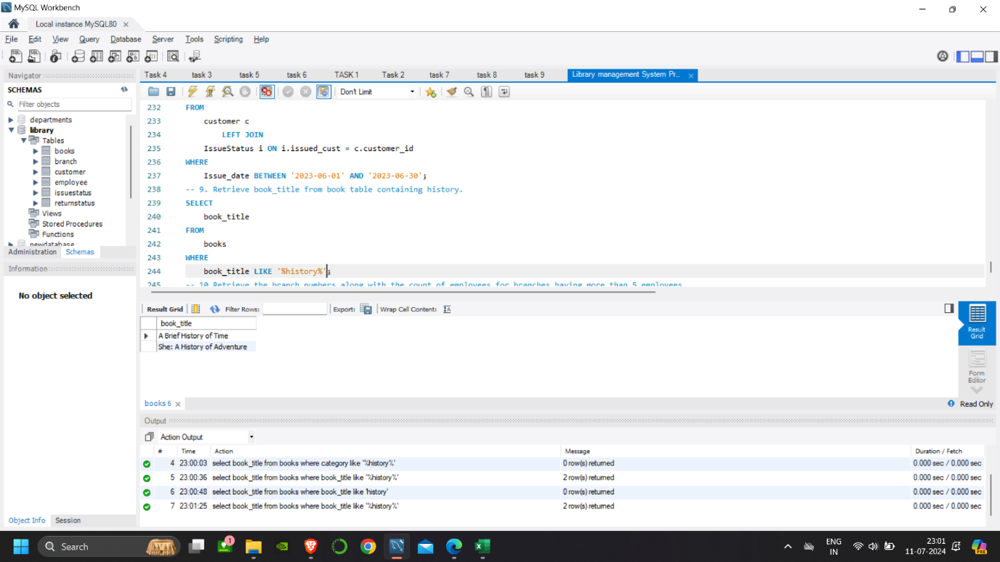 MySQL Workbench
Local instance MySQL80
File Edit View Query Database Server Tools Scripting Help
Navigator
SCHEMAS
Filter objects
departments
library
Tables
books
branch
customer
employee
issuestatus
returnstatus
Views
Stored Procedures
Functions
newdatabase
Administration Schemas
Information
No object selected
Object Info Session
Task 4 task 3 task 5 task 6 TASK 1 Task 2 task 7 task 8 task 9 Library management System Pr...
Don't Limit
232 FROM
233 customer c
234 LEFT JOIN
235 IssueStatus i ON i.issued_cust = c.customer_id
236 WHERE
237 Issue_date BETWEEN '2023-06-01' AND '2023-06-30';
238 -- 9. Retrieve book_title from book table containing history.
239 SELECT
240 book_title
241 FROM
242 books
243 WHERE
244 book_title LIKE '%history%';
245 -- 10 Retrieve the branch numbers along with the count of employees for branches having more than 5 employees
Result Grid Filter Rows: Export: Wrap Cell Content:
book_title
A Brief History of Time
She: A History of Adventure
Result Grid
Form Editor
books 6 Read Only
Output
Action Output
# Time Action Message Duration / Fetch
4 23:00:03 select book_title from books where category like '%history%' 0 row(s) returned 0.000 sec / 0.000 sec
5 23:00:36 select book_title from books where book_title like '%history%' 2 row(s) returned 0.000 sec / 0.000 sec
6 23:00:48 select book_title from books where book_title like 'history' 0 row(s) returned 0.000 sec / 0.000 sec
7 23:01:25 select book_title from books where book_title like '%history%' 2 row(s) returned 0.000 sec / 0.000 sec
Search
1
ENG
IN
23:01
11-07-2024
PRE